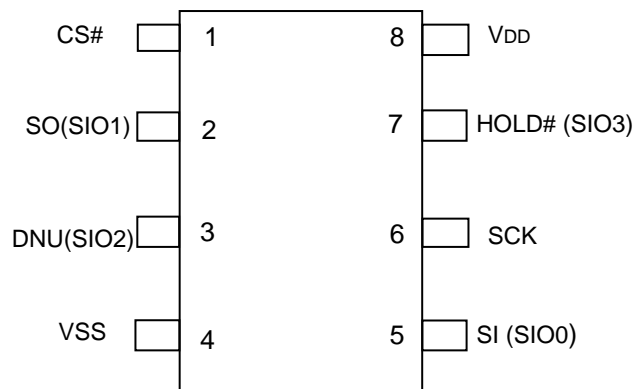 CS# 1 8 VDD
SO(SIO1) 2 7 HOLD# (SIO3)
DNU(SIO2) 3 6 SCK
VSS 4 5 SI (SIO0)